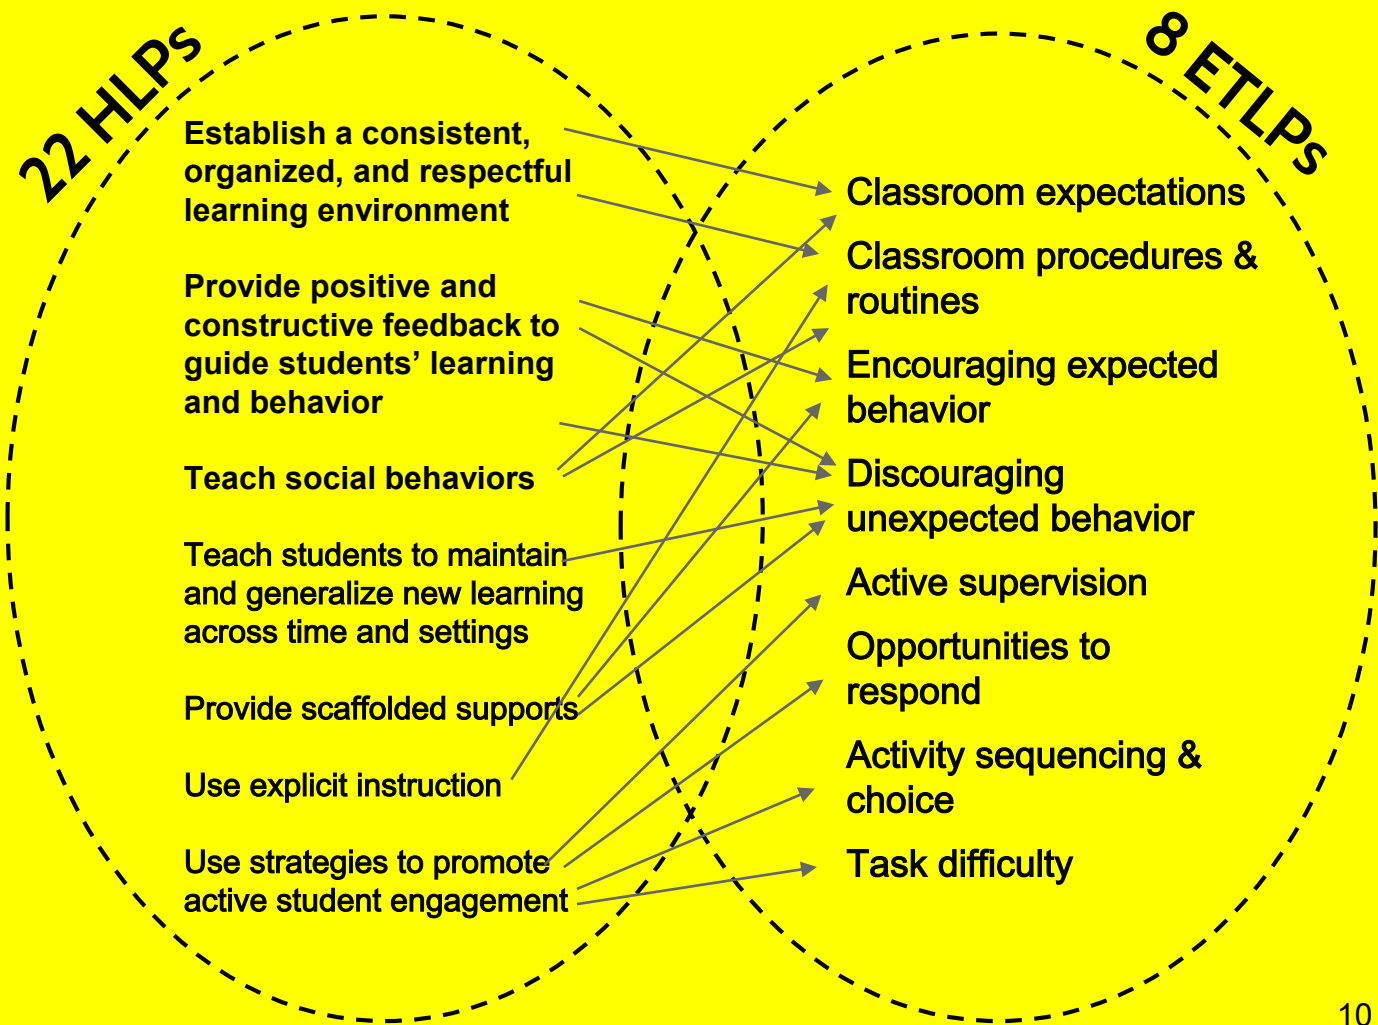 22 HLPs
8 ETLPs
Establish a consistent,
organized, and respectful
learning environment
Provide positive and
constructive feedback to
guide students’ learning
and behavior
Teach social behaviors
Teach students to maintain
and generalize new learning
across time and settings
Provide scaffolded supports
Use explicit instruction
Use strategies to promote
active student engagement
Classroom expectations
Classroom procedures &
routines
Encouraging expected
behavior
Discouraging
unexpected behavior
Active supervision
Opportunities to
respond
Activity sequencing &
choice
Task difficulty
10